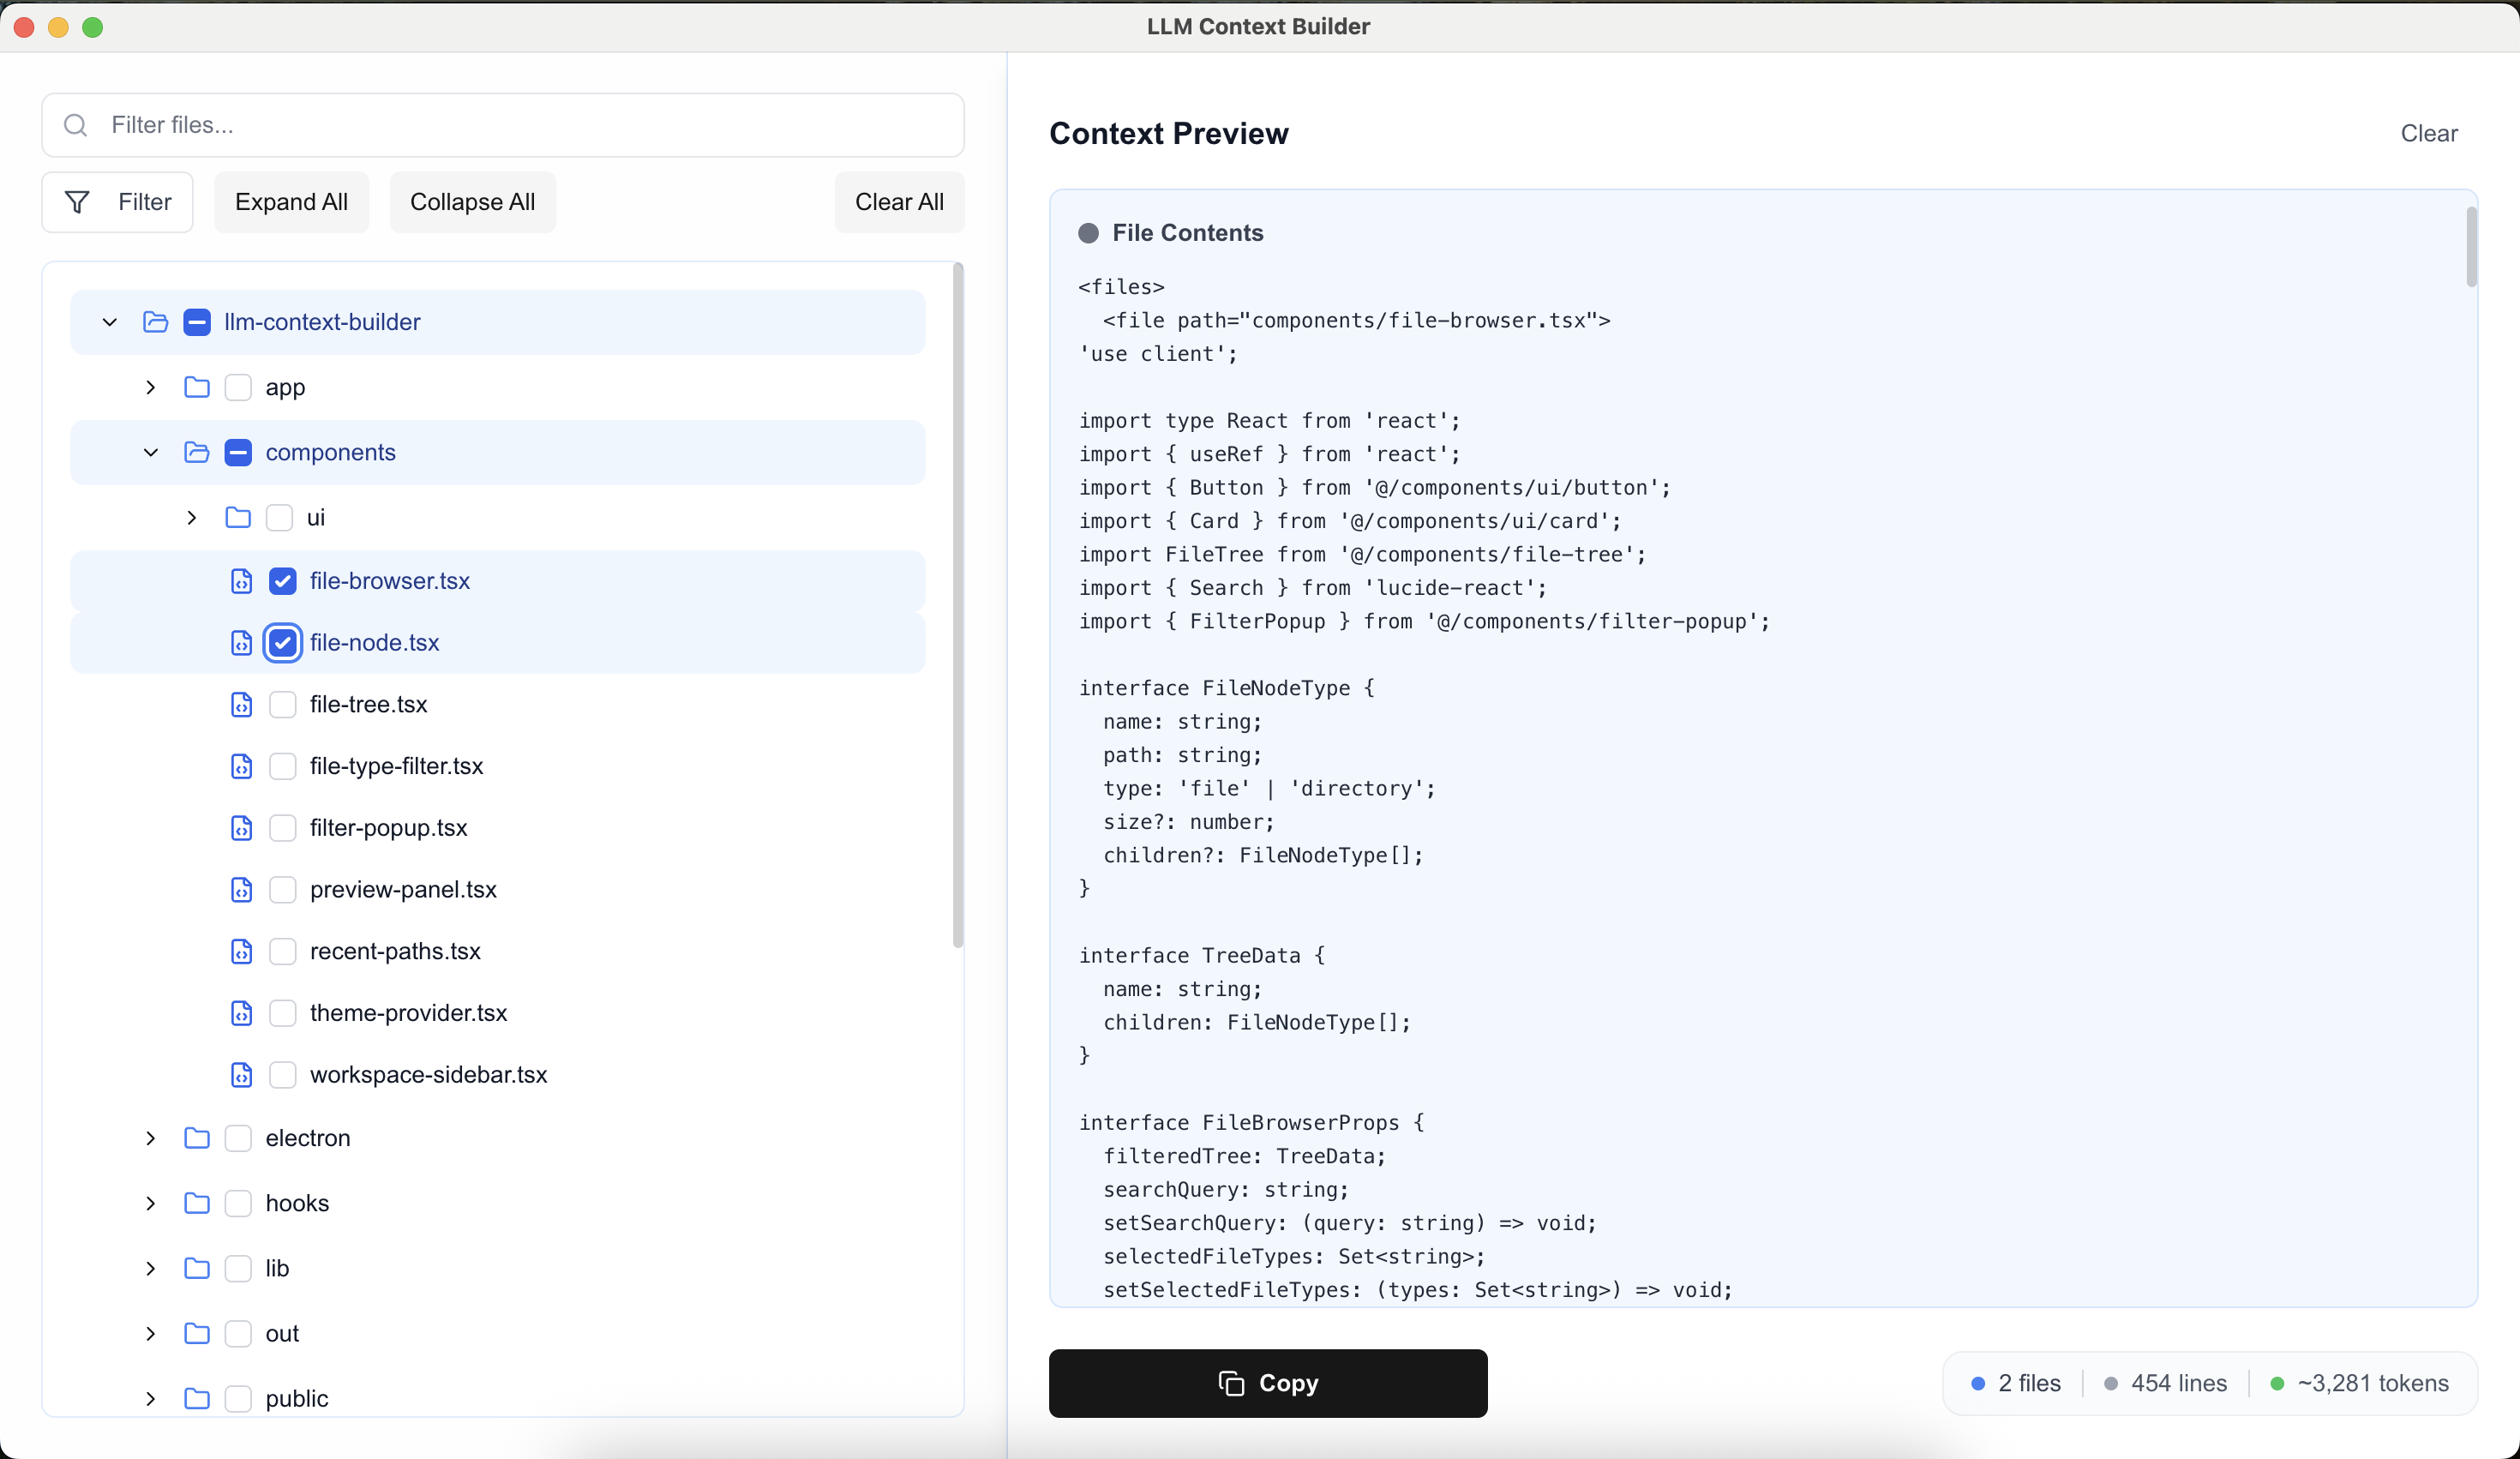 LLM Context Builder
Filter files...
Filter
Expand All
Collapse All
Clear All
llm-context-builder
app
components
ui
file-browser.tsx
file-node.tsx
file-tree.tsx
file-type-filter.tsx
filter-popup.tsx
preview-panel.tsx
recent-paths.tsx
theme-provider.tsx
workspace-sidebar.tsx
electron
hooks
lib
out
public
Context Preview
Clear
File Contents
<files>
  <file path="components/file-browser.tsx">
'use client';

import type React from 'react';
import { useRef } from 'react';
import { Button } from '@/components/ui/button';
import { Card } from '@/components/ui/card';
import FileTree from '@/components/file-tree';
import { Search } from 'lucide-react';
import { FilterPopup } from '@/components/filter-popup';

interface FileNodeType {
  name: string;
  path: string;
  type: 'file' | 'directory';
  size?: number;
  children?: FileNodeType[];
}

interface TreeData {
  name: string;
  children: FileNodeType[];
}

interface FileBrowserProps {
  filteredTree: TreeData;
  searchQuery: string;
  setSearchQuery: (query: string) => void;
  selectedFileTypes: Set<string>;
  setSelectedFileTypes: (types: Set<string>) => void;
Copy
2 files
454 lines
~3,281 tokens